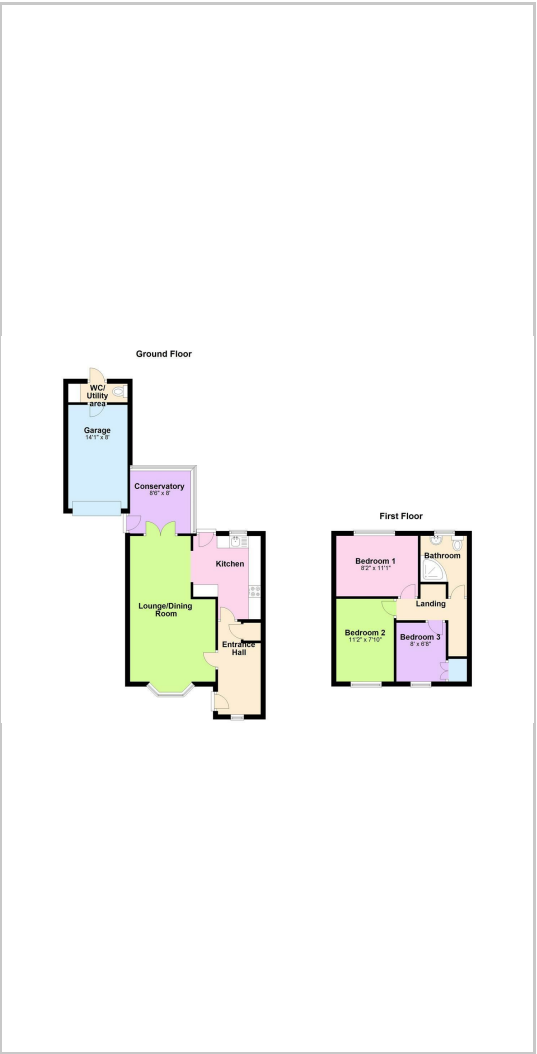 Ground Floor
WC/
Utility
area
Garage
14'1" x 8'
Conservatory
8'6" x 8'
Kitchen
Lounge/Dining
Room
Entrance
Hall
First Floor
Bedroom 1
8'2" x 11'1"
Bathroom
Landing
Bedroom 2
11'2" x 7'10"
Bedroom 3
8' x 6'8"